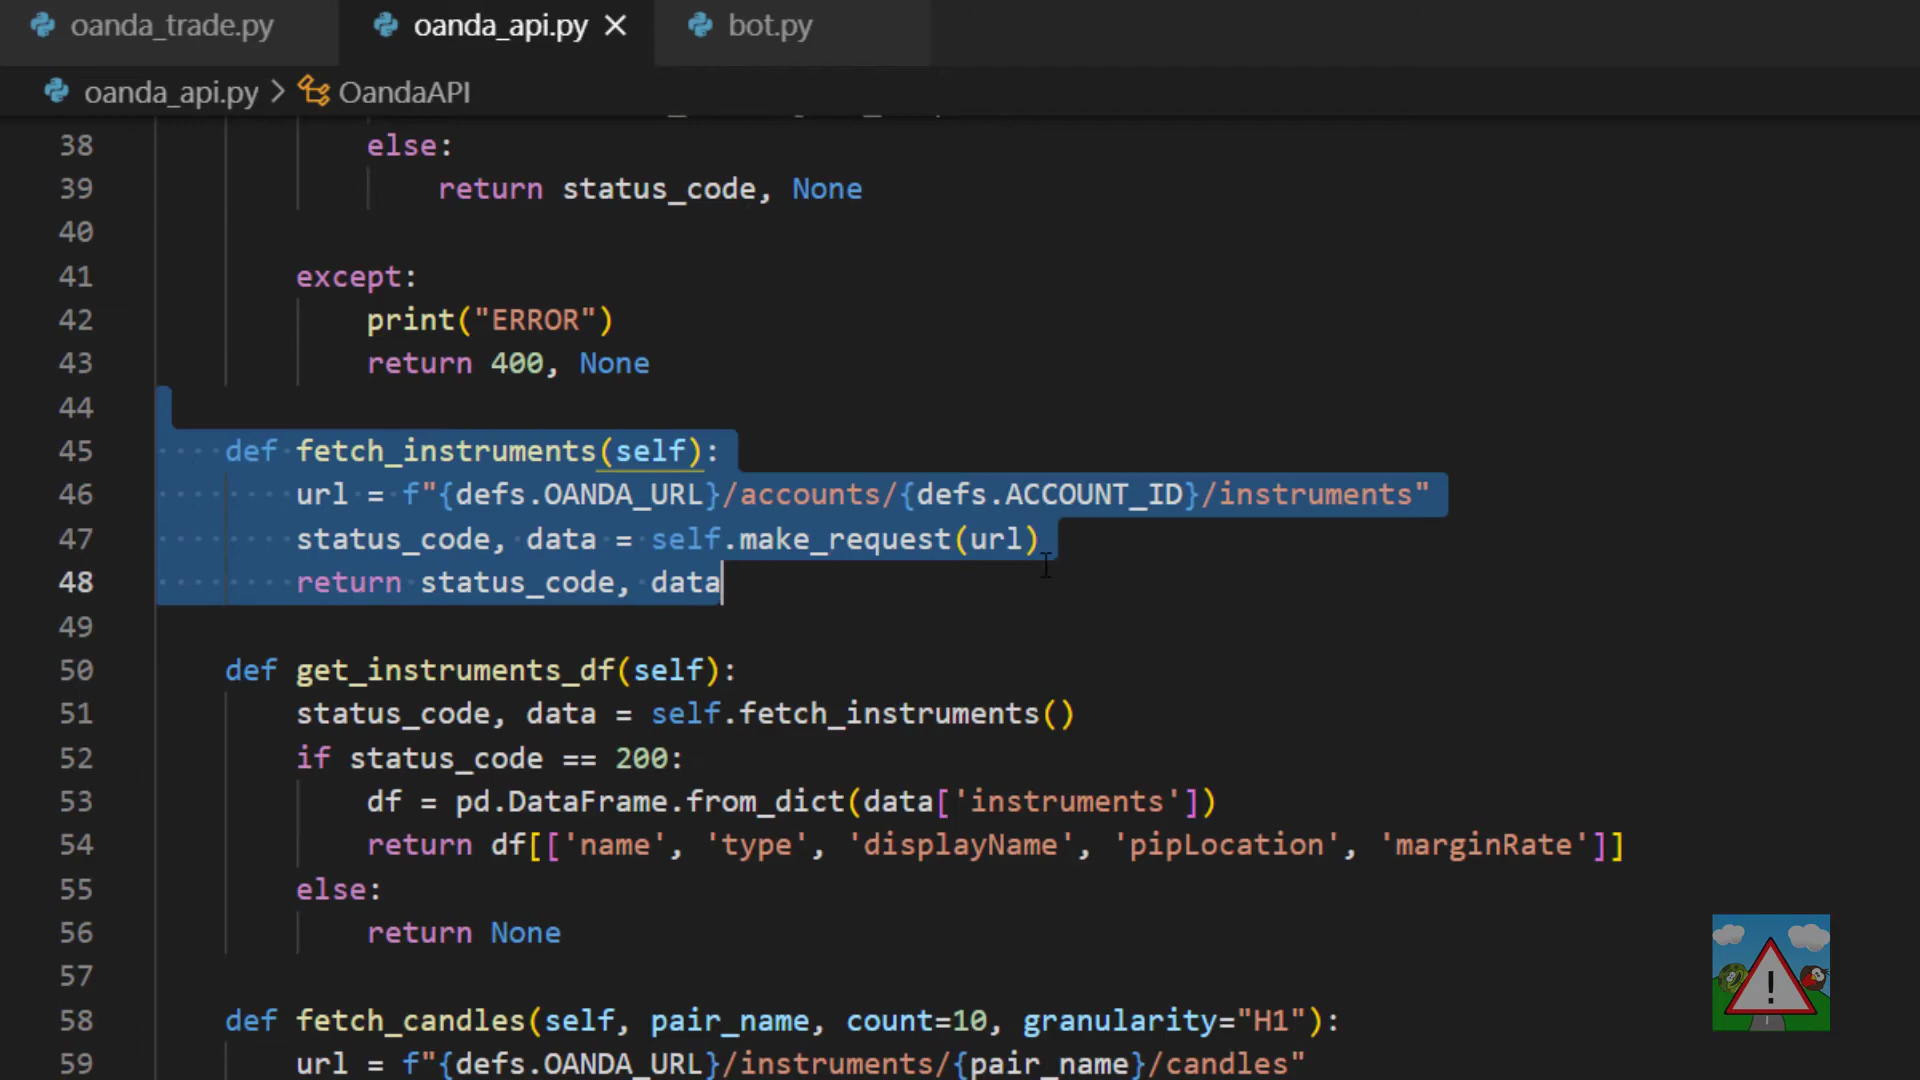 oanda_trade.py oanda_api.py bot.py
oanda_api.py > OandaAPI
38 else:
39 return status_code, None
40
41 except:
42 print("ERROR")
43 return 400, None
44
45 def fetch_instruments(self):
46 url = f"{defs.OANDA_URL}/accounts/{defs.ACCOUNT_ID}/instruments"
47 status_code, data = self.make_request(url)
48 return status_code, data
49
50 def get_instruments_df(self):
51 status_code, data = self.fetch_instruments()
52 if status_code == 200:
53 df = pd.DataFrame.from_dict(data['instruments'])
54 return df[['name', 'type', 'displayName', 'pipLocation', 'marginRate']]
55 else:
56 return None
57
58 def fetch_candles(self, pair_name, count=10, granularity="H1"):
59 url = f"{defs.OANDA_URL}/instruments/{pair_name}/candles"
!